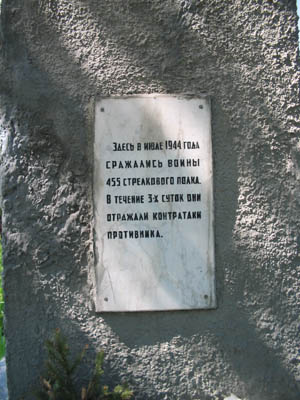 Здесь в июле 1944 года
сражались воины
455 стрелкового полка.
В течение 3-х суток они
отражали контратаки
противника.